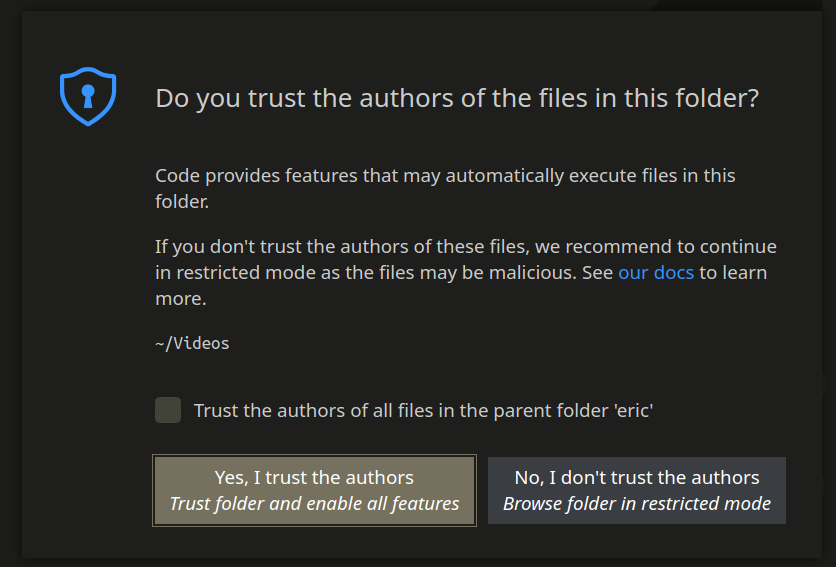 Do you trust the authors of the files in this folder?
Code provides features that may automatically execute files in this
folder.
If you don't trust the authors of these files, we recommend to continue
in restricted mode as the files may be malicious. See our docs to learn
more.
~/Videos
Trust the authors of all files in the parent folder 'eric'
Yes, I trust the authors
Trust folder and enable all features
No, I don't trust the authors
Browse folder in restricted mode